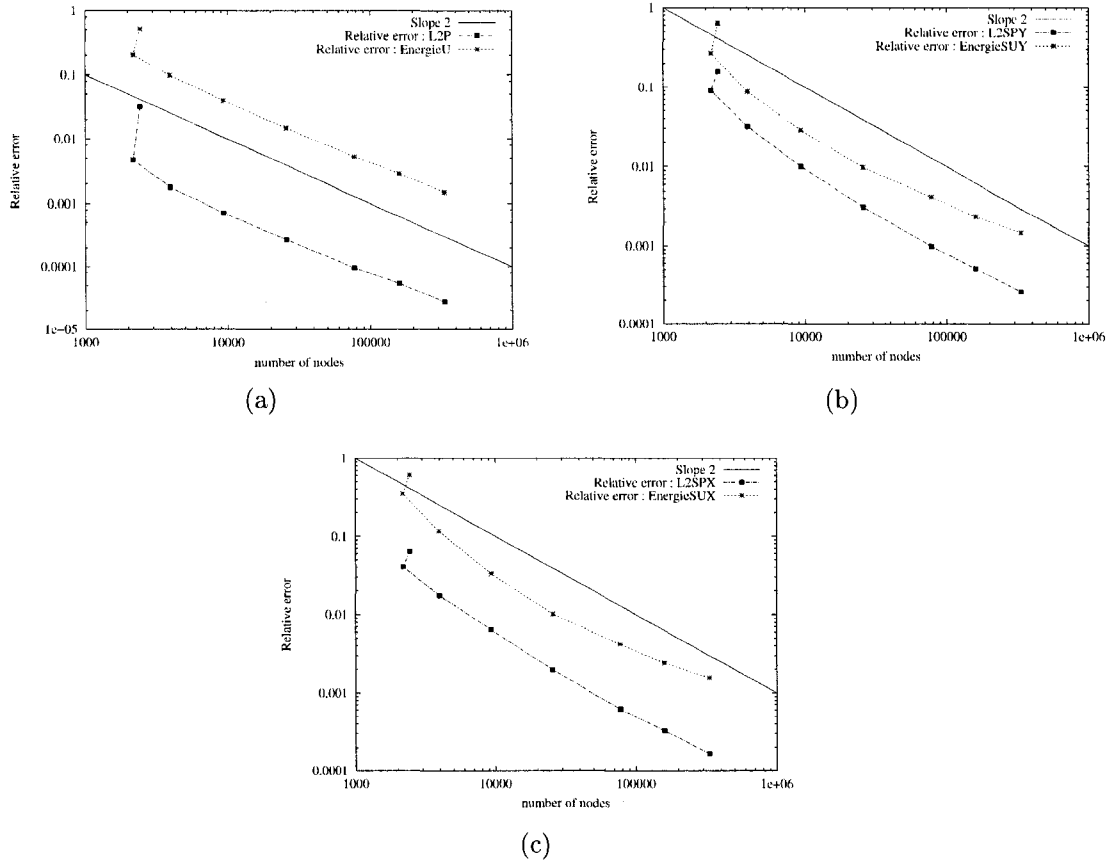 1
0.1
0.01
0.001
0.0001
1e−05
1000
10000
100000
1e+06
Relative error
number of nodes
Slope 2
Relative error : L2P
Relative error : EnergieU
(a)
1
0.1
0.01
0.001
0.0001
1000
10000
100000
1e+06
Relative error
number of nodes
Slope 2
Relative error : L2SPY
Relative error : EnergieSUY
(b)
1
0.1
0.01
0.001
0.0001
1000
10000
100000
1e+06
Relative error
number of nodes
Slope 2
Relative error : L2SPX
Relative error : EnergieSUX
(c)